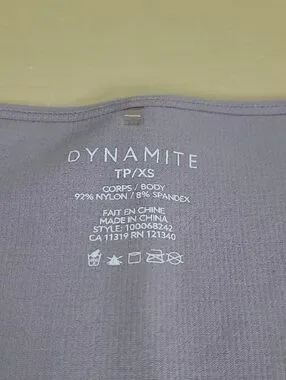 DYNAMITE
TP/XS
CORPS / BODY
92% NYLON / 8% SPANDEX
FAIT EN CHINE
MADE IN CHINA
STYLE: 100068242
CA 11319 RN 121340